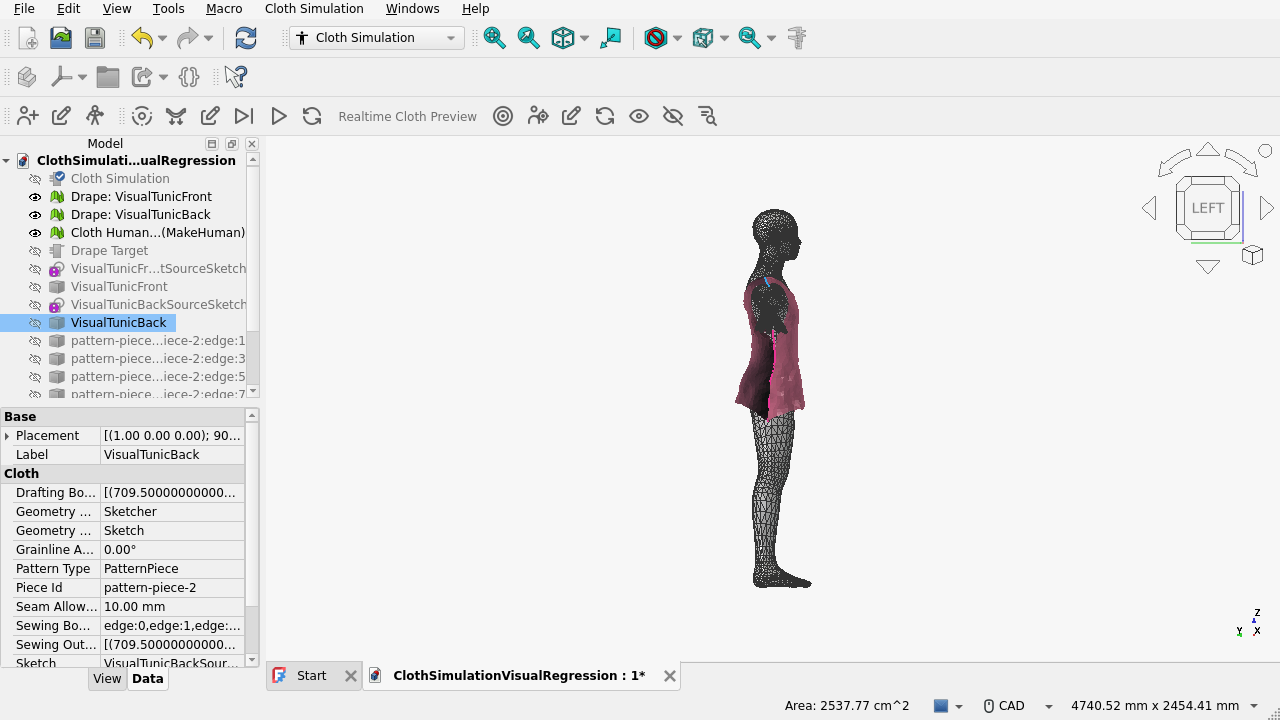 File Edit View Tools Macro Cloth Simulation Windows Help
Cloth Simulation
Realtime Cloth Preview
Model
ClothSimulati...ualRegression
Cloth Simulation
Drape: VisualTunicFront
Drape: VisualTunicBack
Cloth Human...(MakeHuman)
Drape Target
VisualTunicFr...tSourceSketch
VisualTunicFront
VisualTunicBackSourceSketch
VisualTunicBack
pattern-piece...iece-2:edge:1
pattern-piece...iece-2:edge:3
pattern-piece...iece-2:edge:5
pattern-piece...iece-2:edge:7
Base
Placement [(1.00 0.00 0.00); 90...
Label VisualTunicBack
Cloth
Drafting Bo... [(709.50000000000...
Geometry ... Sketcher
Geometry ... Sketch
Grainline A... 0.00°
Pattern Type PatternPiece
Piece Id pattern-piece-2
Seam Allow... 10.00 mm
Sewing Bo... edge:0,edge:1,edge:...
Sewing Out... [(709.50000000000...
Sketch VisualTunicBackSour...
View Data
LEFT
Z
Y X
Start ClothSimulationVisualRegression : 1*
Area: 2537.77 cm^2 CAD 4740.52 mm x 2454.41 mm